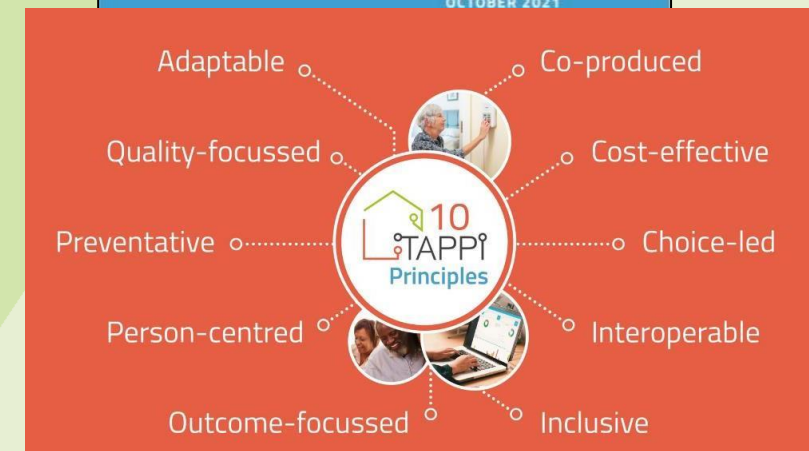 OCTOBER 2021
Adaptable
Co-produced
Quality-focussed
Cost-effective
Preventative
Choice-led
10
TAPPI
Principles
Person-centred
Interoperable
Outcome-focussed
Inclusive